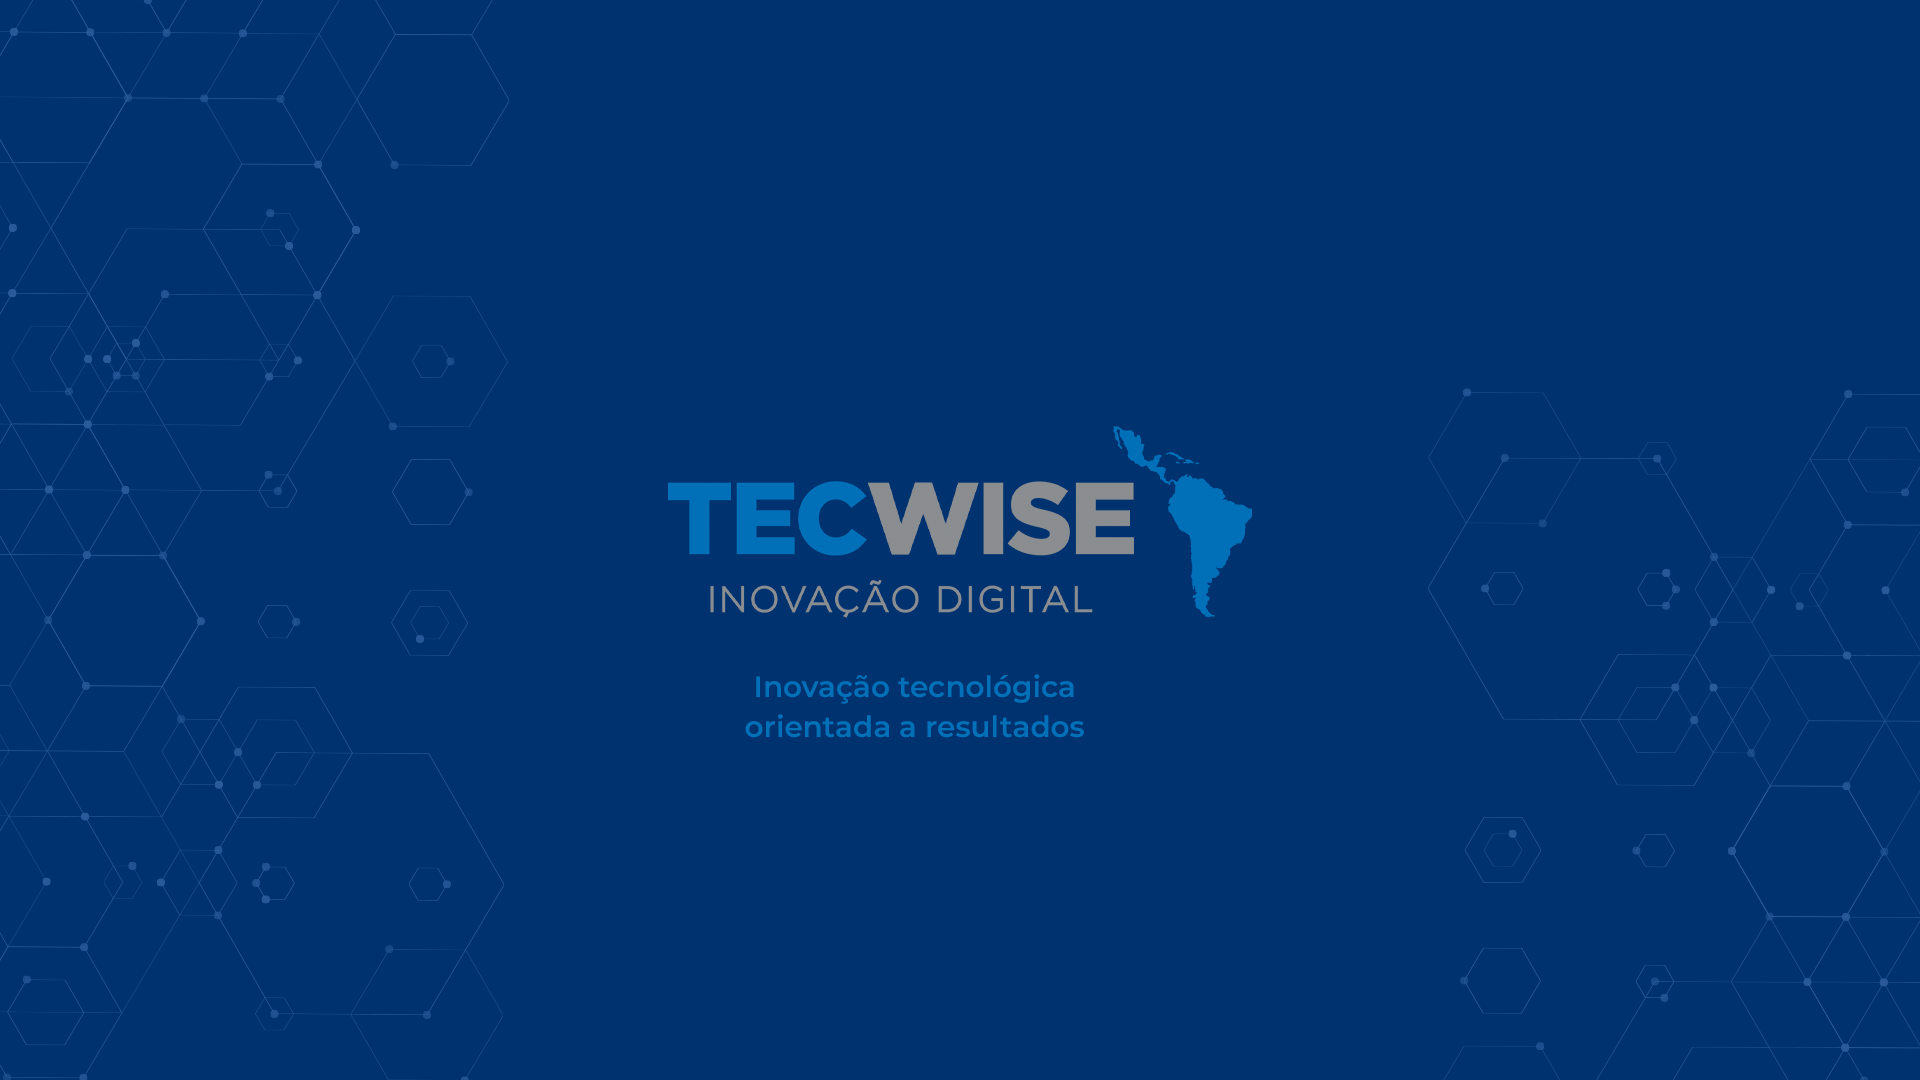 TECWISE
INOVAÇÃO DIGITAL
Inovação tecnológica
orientada a resultados